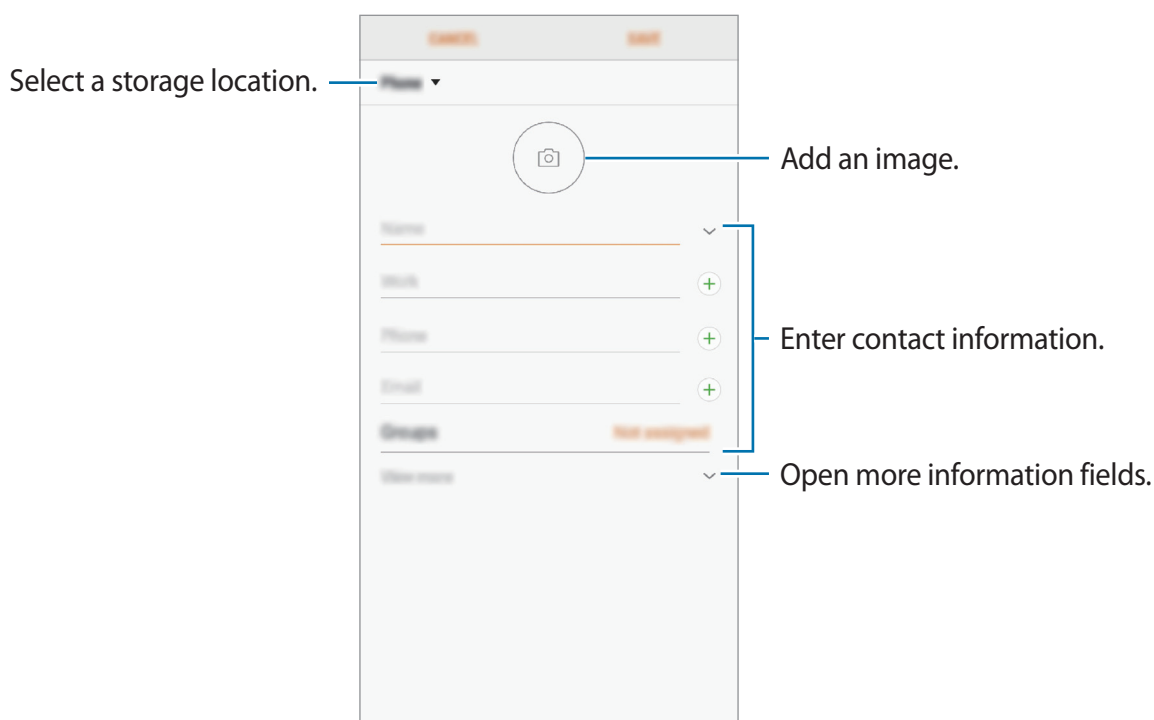 CANCEL SAVE
Select a storage location.
Phone
Add an image.
Name
Work
Phone
Email
Enter contact information.
Groups Not assigned
View more
Open more information fields.